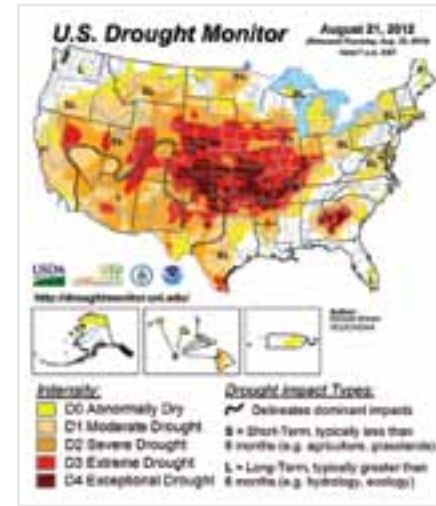 U.S. Drought Monitor
August 21, 2012
USDA
http://droughtmonitor.unl.edu/
Intensity:
D0 Abnormally Dry
D1 Moderate Drought
D2 Severe Drought
D3 Extreme Drought
D4 Exceptional Drought
Drought Impact Types:
Delineates dominant impacts
S = Short-Term, typically less than
6 months (e.g. agriculture, grasslands)
L = Long-Term, typically greater than
6 months (e.g. hydrology, ecology)